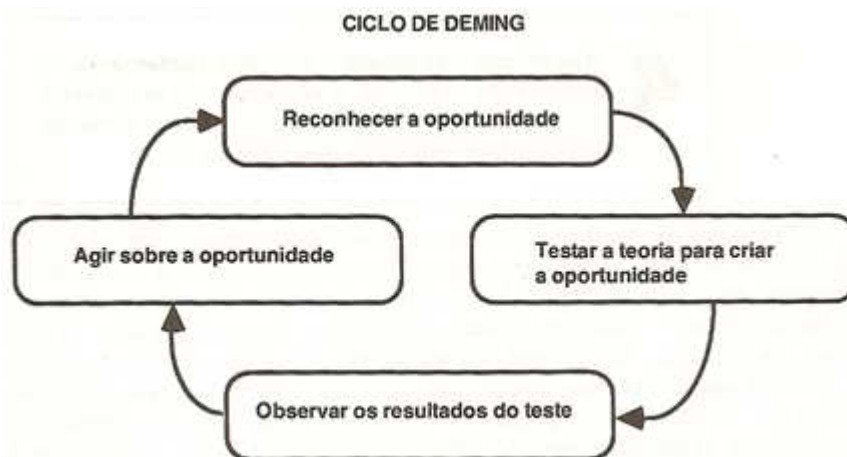 CICLO DE DEMING
Reconhecer a oportunidade
Testar a teoria para criar
a oportunidade
Observar os resultados do teste
Agir sobre a oportunidade